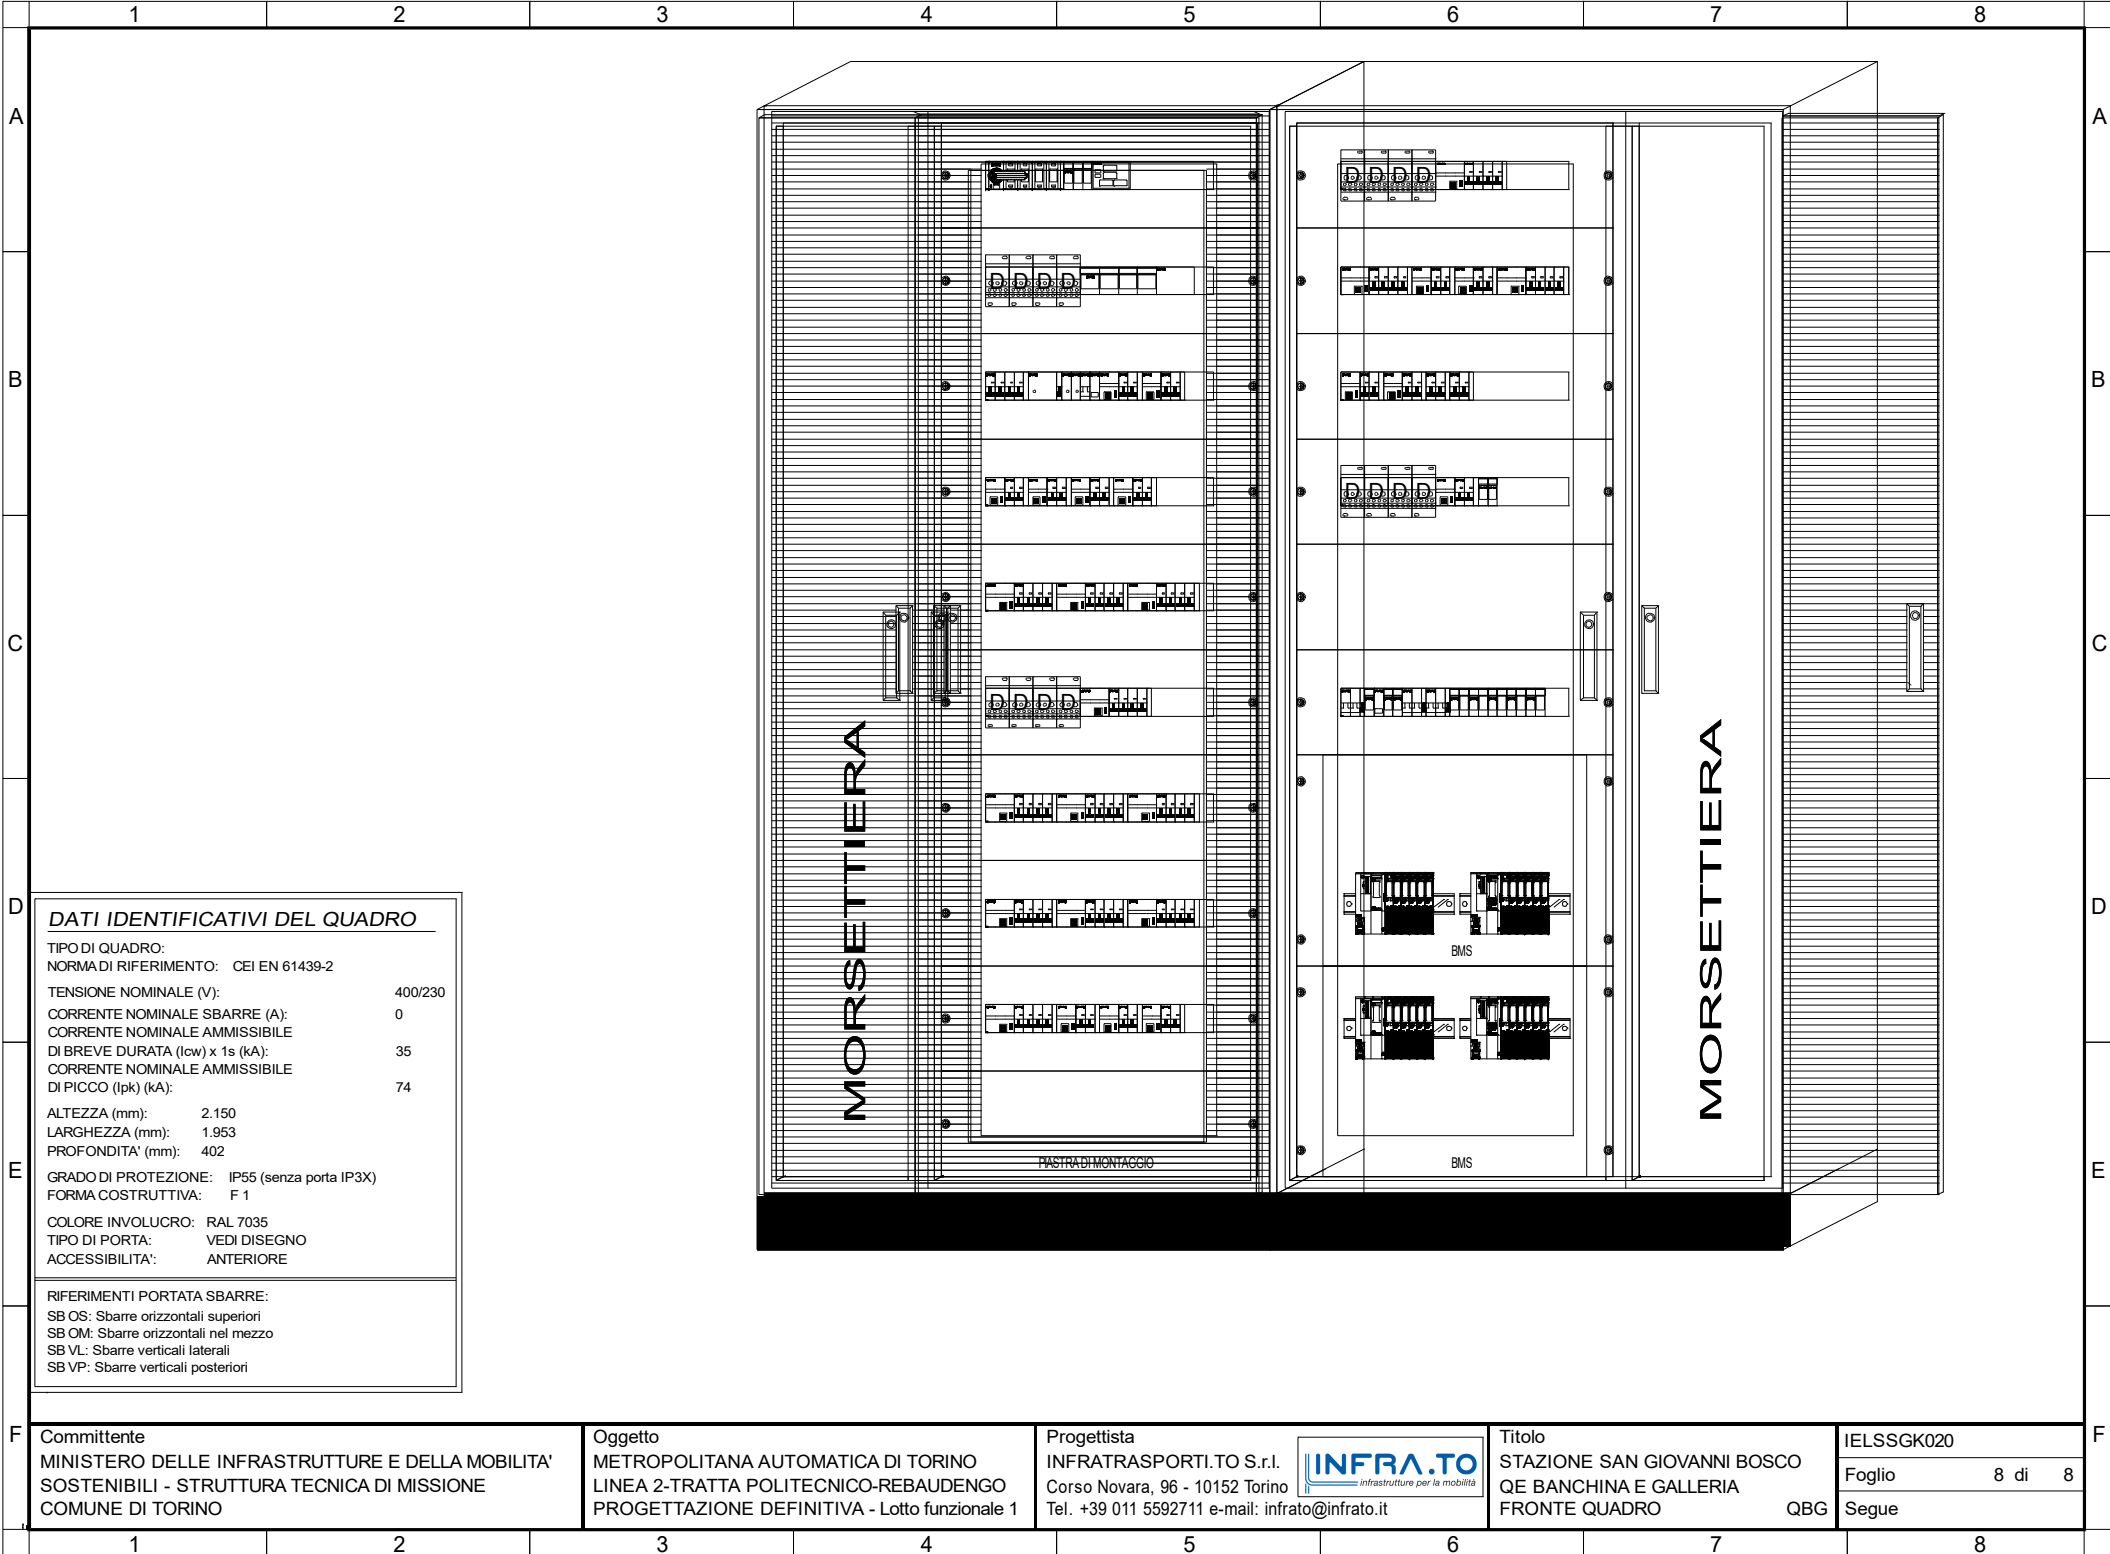 1 2 3 4 5 6 7 8
A A
B B
C C
D D
E E
F F
MORSETTIERA
MORSETTIERA
D D D D
D D D D
D D D D
D D D D
PIASTRA DI MONTAGGIO
BMS
BMS
DATI IDENTIFICATIVI DEL QUADRO
TIPO DI QUADRO:
NORMA DI RIFERIMENTO: CEI EN 61439-2
TENSIONE NOMINALE (V): 400/230
CORRENTE NOMINALE SBARRE (A): 0
CORRENTE NOMINALE AMMISSIBILE
DI BREVE DURATA (Icw) x 1s (kA): 35
CORRENTE NOMINALE AMMISSIBILE
DI PICCO (Ipk) (kA): 74
ALTEZZA (mm): 2.150
LARGHEZZA (mm): 1.953
PROFONDITA' (mm): 402
GRADO DI PROTEZIONE: IP55 (senza porta IP3X)
FORMA COSTRUTTIVA: F 1
COLORE INVOLUCRO: RAL 7035
TIPO DI PORTA: VEDI DISEGNO
ACCESSIBILITA': ANTERIORE
RIFERIMENTI PORTATA SBARRE:
SB OS: Sbarre orizzontali superiori
SB OM: Sbarre orizzontali nel mezzo
SB VL: Sbarre verticali laterali
SB VP: Sbarre verticali posteriori
Committente
MINISTERO DELLE INFRASTRUTTURE E DELLA MOBILITA'
SOSTENIBILI - STRUTTURA TECNICA DI MISSIONE
COMUNE DI TORINO
Oggetto
METROPOLITANA AUTOMATICA DI TORINO
LINEA 2-TRATTA POLITECNICO-REBAUDENGO
PROGETTAZIONE DEFINITIVA - Lotto funzionale 1
Progettista
INFRATRASPORTI.TO S.r.l.
Corso Novara, 96 - 10152 Torino
Tel. +39 011 5592711 e-mail: infrato@infrato.it
INFRA.TO
infrastrutture per la mobilità
Titolo
STAZIONE SAN GIOVANNI BOSCO
QE BANCHINA E GALLERIA
FRONTE QUADRO QBG
IELSSGK020
Foglio 8 di 8
Segue
1 2 3 4 5 6 7 8